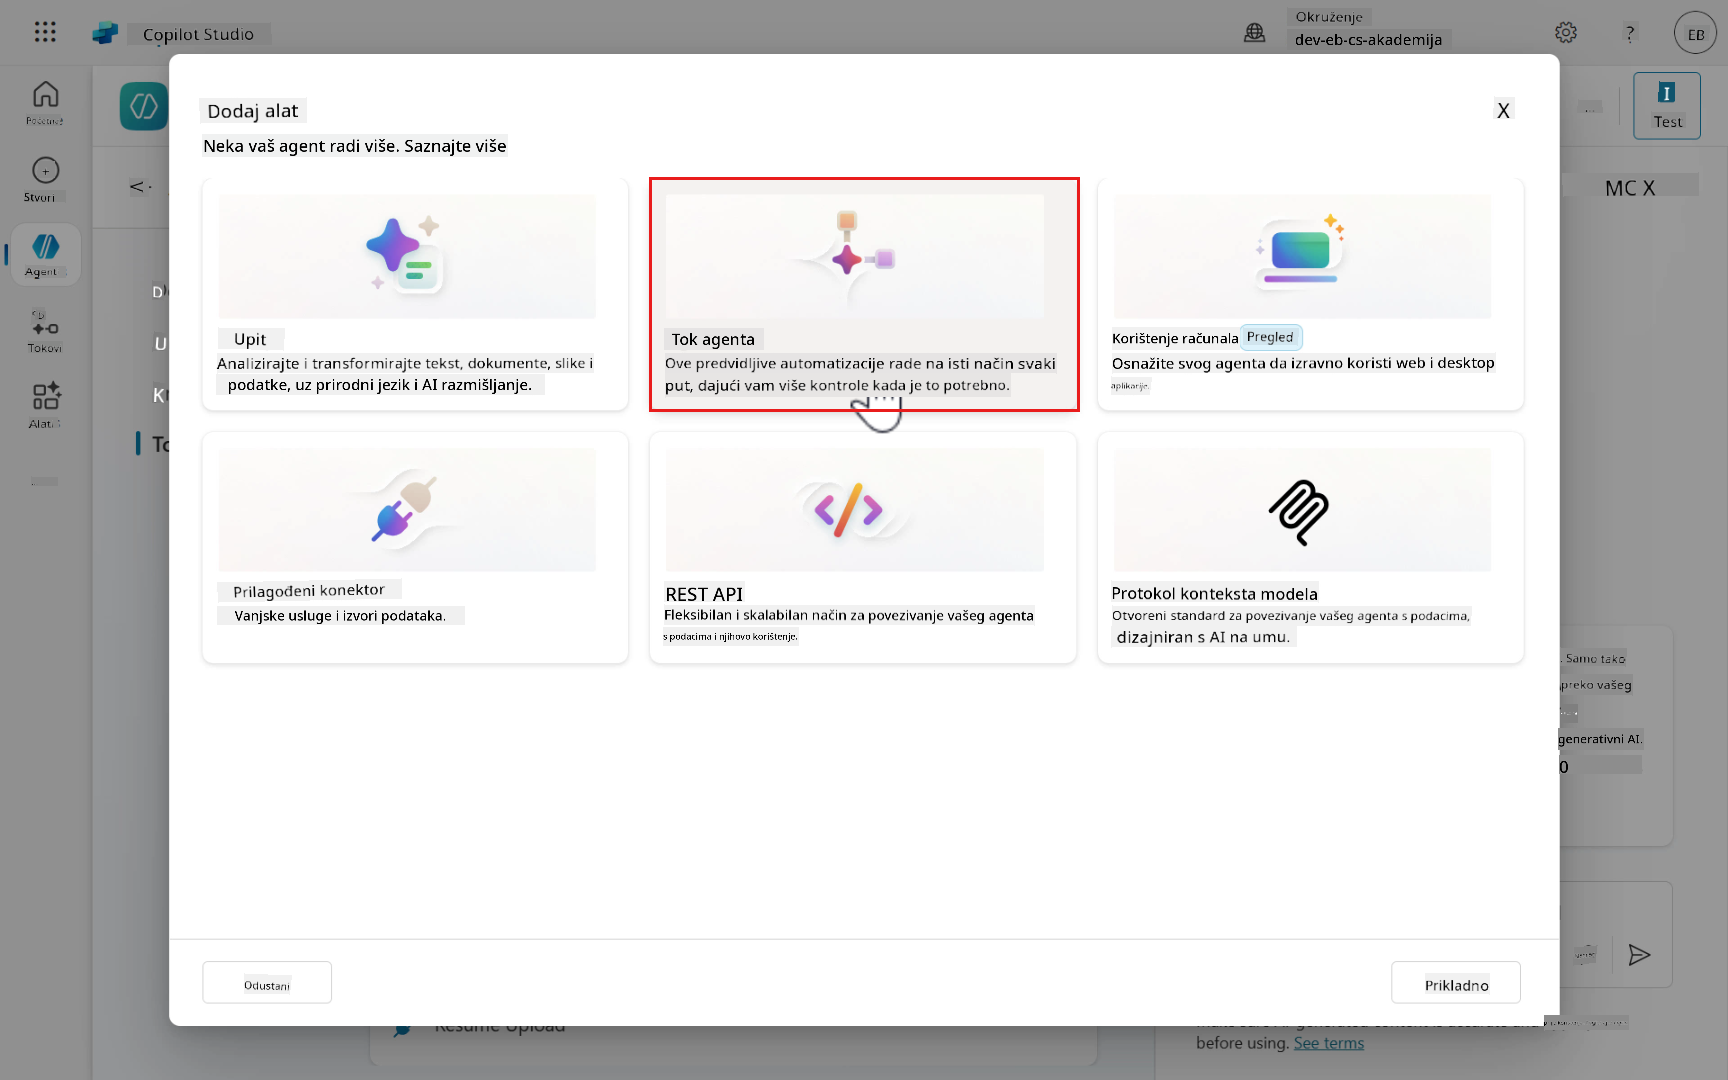 Copilot Studio
Okruženje
dev-eb-cs-akademija
?
EB
Dodaj alat
X
Neka vaš agent radi više. Saznajte više
Test
Stvori
Agent
Tokovi
Alat
MC X
Upit
Analizirajte i transformirajte tekst, dokumente, slike i
podatke, uz prirodni jezik i AI razmišljanje.
Tok agenta
Ove predvidljive automatizacije rade na isti način svaki
put, dajući vam više kontrole kada je to potrebno.
Korištenje računala Pregled
Osnažite svog agenta da izravno koristi web i desktop
aplikacije.
Prilagođeni konektor
Vanjske usluge i izvori podataka.
REST API
Fleksibilan i skalabilan način za povezivanje vašeg agenta
s podacima i njihovo korištenje.
Protokol konteksta modela
Otvoreni standard za povezivanje vašeg agenta s podacima,
dizajniran s AI na umu.
. Samo tako
preko vašeg
generativni AI.
Odustani
Prikladno
Resume Upload
before using. See terms